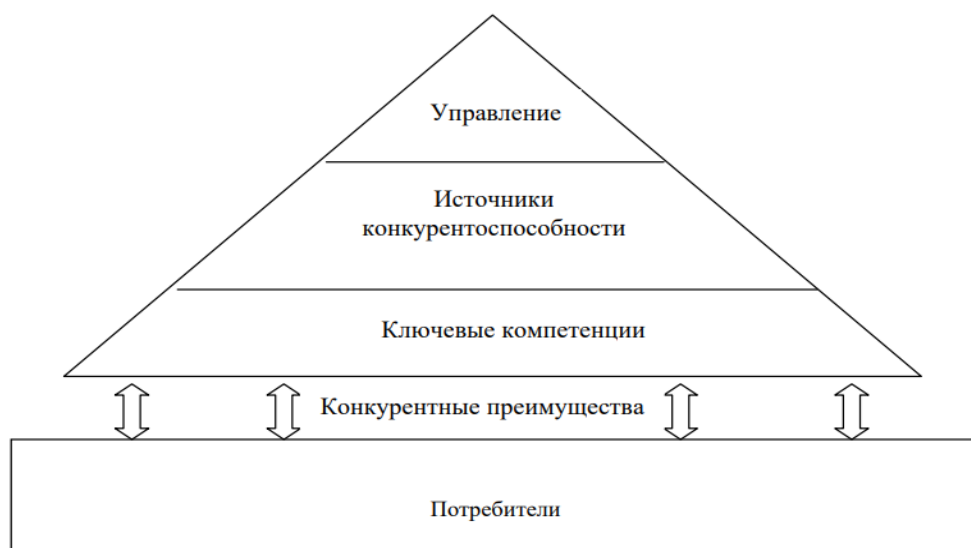 Управление
Источники
конкурентоспособности
Ключевые компетенции
Конкурентные преимущества
Потребители